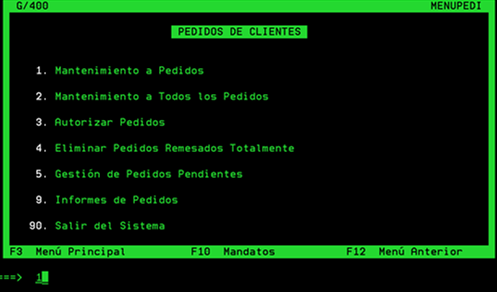 G/400 MENUPEDI
PEDIDOS DE CLIENTES
1. Mantenimiento a Pedidos
2. Mantenimiento a Todos los Pedidos
3. Autorizar Pedidos
4. Eliminar Pedidos Remesados Totalmente
5. Gestión de Pedidos Pendientes
9. Informes de Pedidos
90. Salir del Sistema
F3 Menú Principal F10 Mandatos F12 Menú Anterior
===> 1